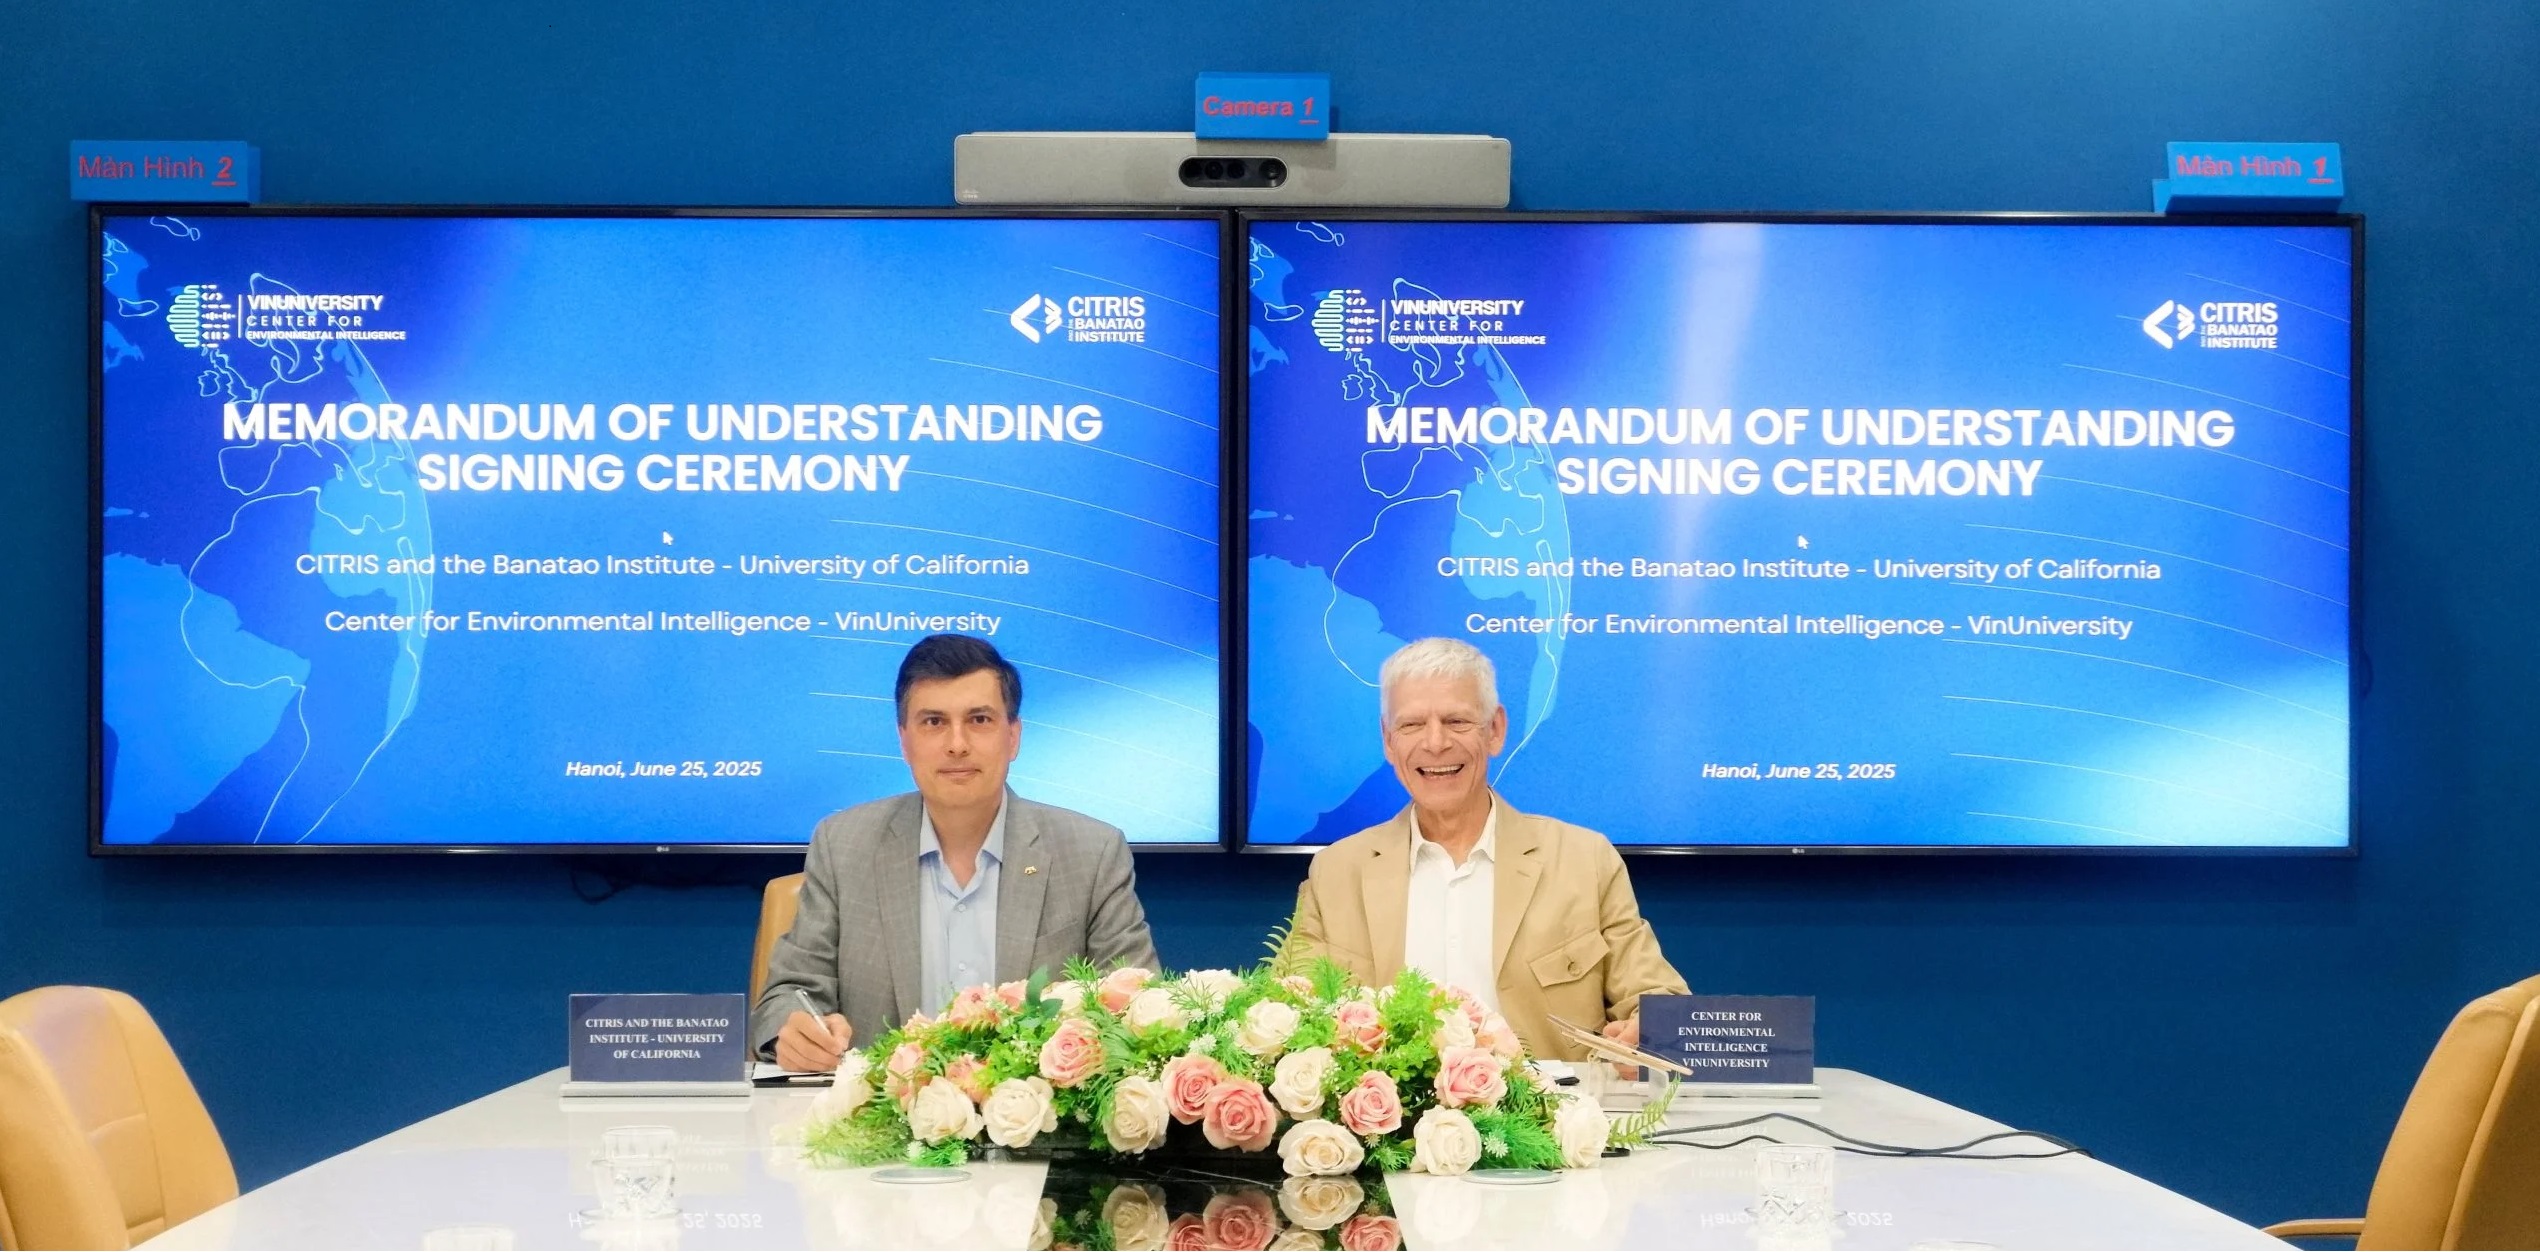 Camera 1
Màn Hình 2
Màn Hình 1
VINUNIVERSITY
CENTER FOR
ENVIRONMENTAL INTELLIGENCE
CITRIS
BANATAO
INSTITUTE
MEMORANDUM OF UNDERSTANDING
SIGNING CEREMONY
CITRIS and the Banatao Institute - University of California
Center for Environmental Intelligence - VinUniversity
Hanoi, June 25, 2025
LG
VINUNIVERSITY
CENTER FOR
ENVIRONMENTAL INTELLIGENCE
CITRIS
BANATAO
INSTITUTE
MEMORANDUM OF UNDERSTANDING
SIGNING CEREMONY
CITRIS and the Banatao Institute - University of California
Center for Environmental Intelligence - VinUniversity
Hanoi, June 25, 2025
LG
CITRIS AND THE BANATAO
INSTITUTE - UNIVERSITY
OF CALIFORNIA
CENTER FOR
ENVIRONMENTAL
INTELLIGENCE
VINUNIVERSITY